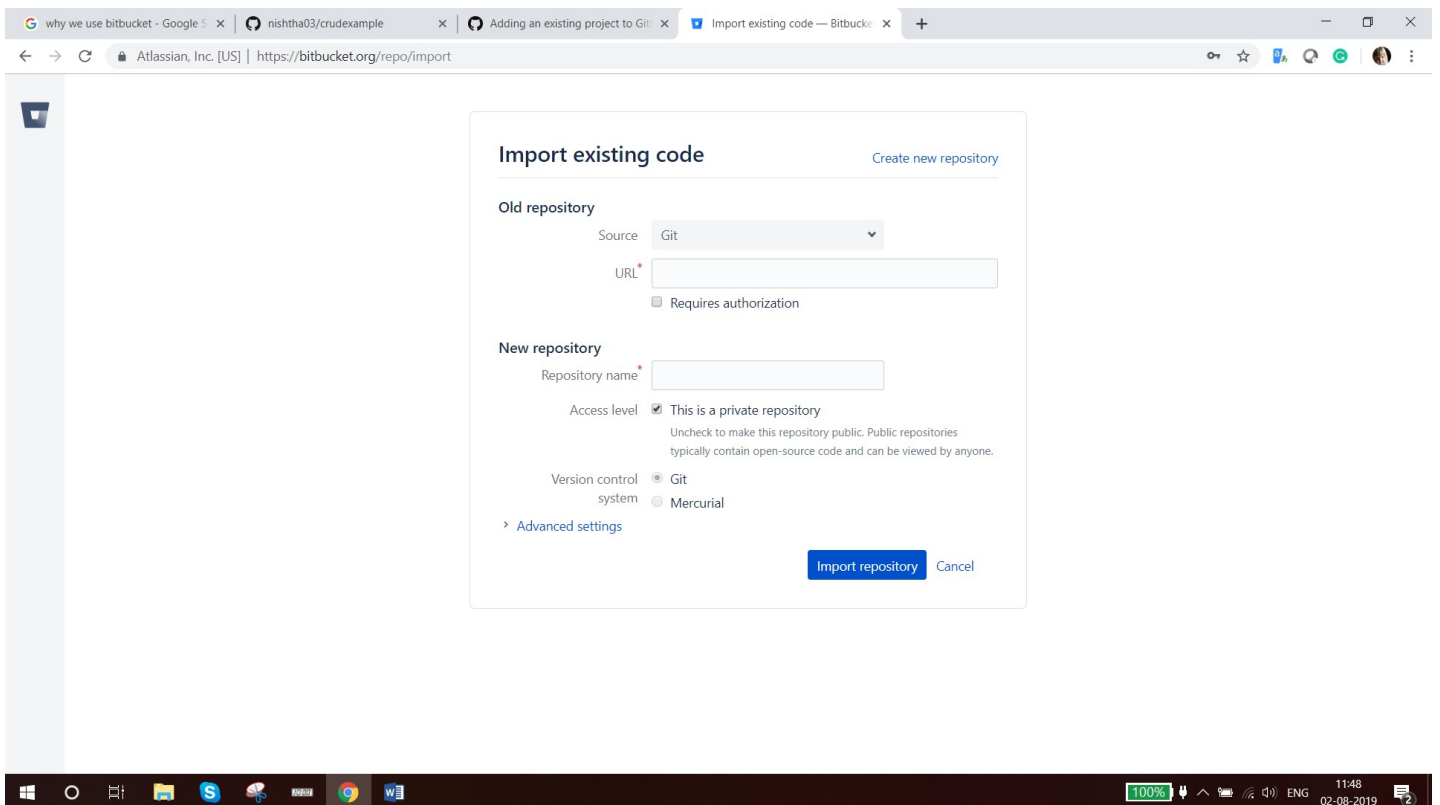 why we use bitbucket - Google S
nishtha03/crudexample
Adding an existing project to Git
Import existing code — Bitbucke
Atlassian, Inc. [US] | https://bitbucket.org/repo/import
Import existing code
Create new repository
Old repository
Source Git
URL*
Requires authorization
New repository
Repository name*
Access level This is a private repository
Uncheck to make this repository public. Public repositories
typically contain open-source code and can be viewed by anyone.
Version control system
Git
Mercurial
Advanced settings
Import repository Cancel
100% ENG
11:48
02-08-2019
2